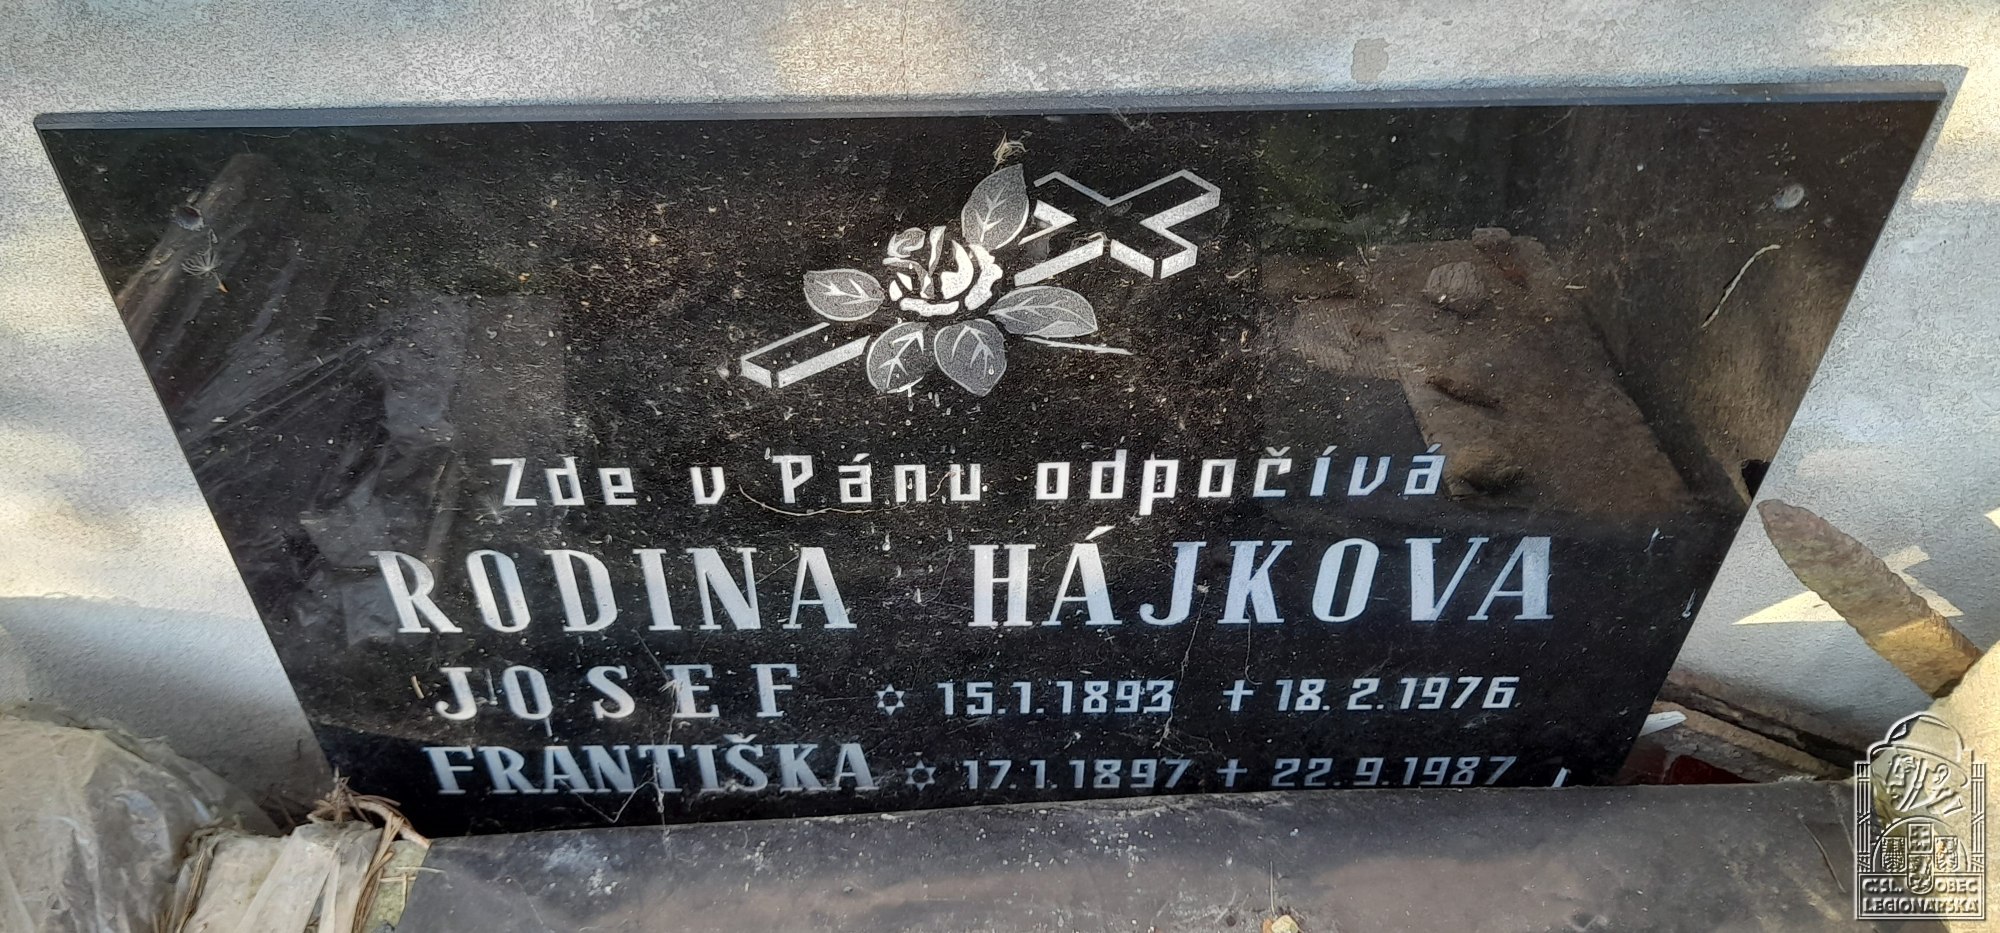 Zde v Pánu odpočívá
RODINA HÁJKOVA
JOSEF ✡ 15.1.1893 + 18.2.1976
FRANTIŠKA ✡ 17.1.1897 + 22.9.1987
ČSL. OBEC
LEGIONÁŘSKÁ